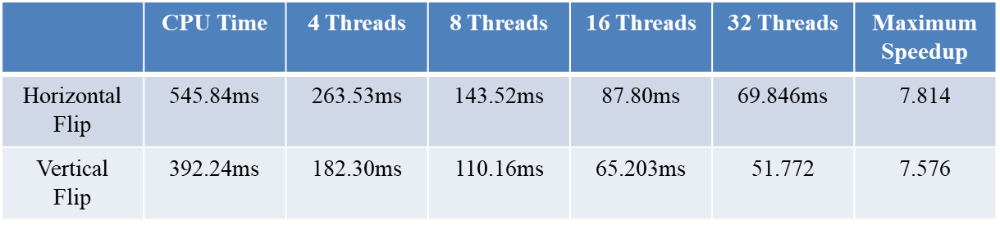 CPU Time 4 Threads 8 Threads 16 Threads 32 Threads Maximum
Speedup
Horizontal
Flip 545.84ms 263.53ms 143.52ms 87.80ms 69.846ms 7.814
Vertical
Flip 392.24ms 182.30ms 110.16ms 65.203ms 51.772 7.576